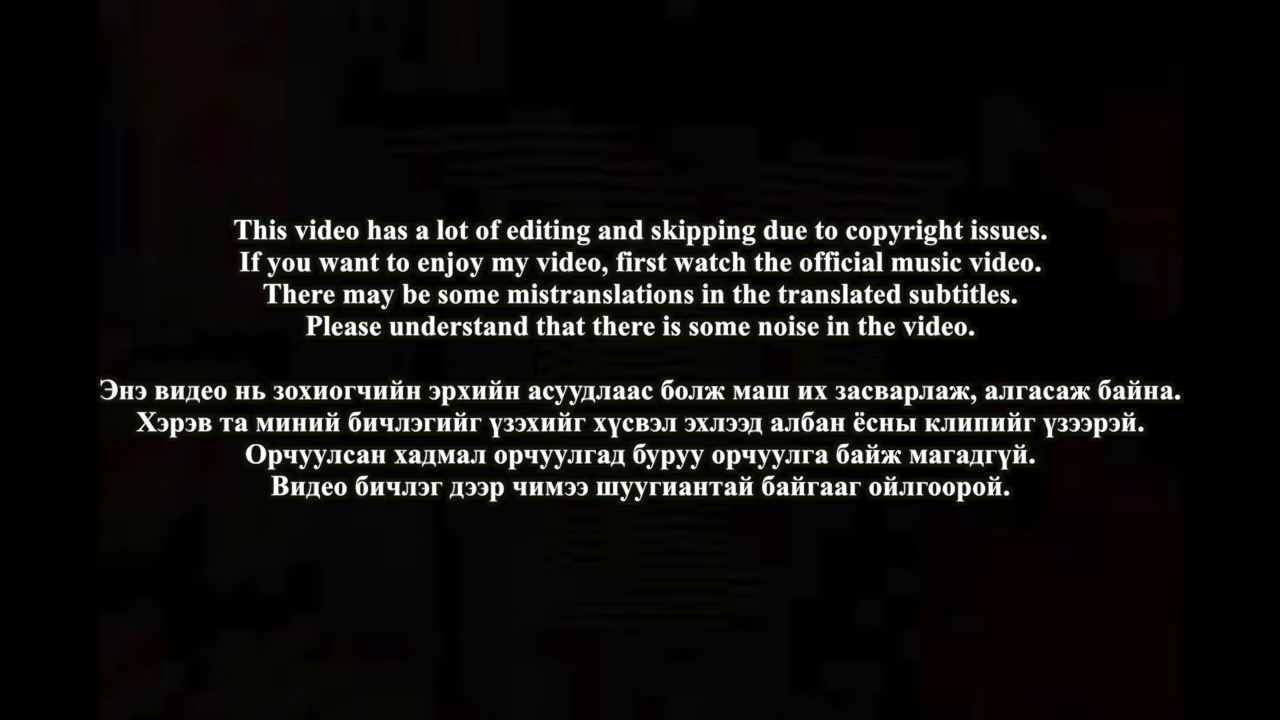 This video has a lot of editing and skipping due to copyright issues.
If you want to enjoy my video, first watch the official music video.
There may be some mistranslations in the translated subtitles.
Please understand that there is some noise in the video.
Энэ видео нь зохиогчийн эрхийн асуудлаас болж маш их засварлаж, алгасаж байна.
Хэрэв та миний бичлэгийг үзэхийг хүсвэл эхлээд албан ёсны клипийг үзээрэй.
Орчуулсан хадмал орчуулгад буруу орчуулга байж магадгүй.
Видео бичлэг дээр чимээ шуугиантай байгааг ойлгоорой.